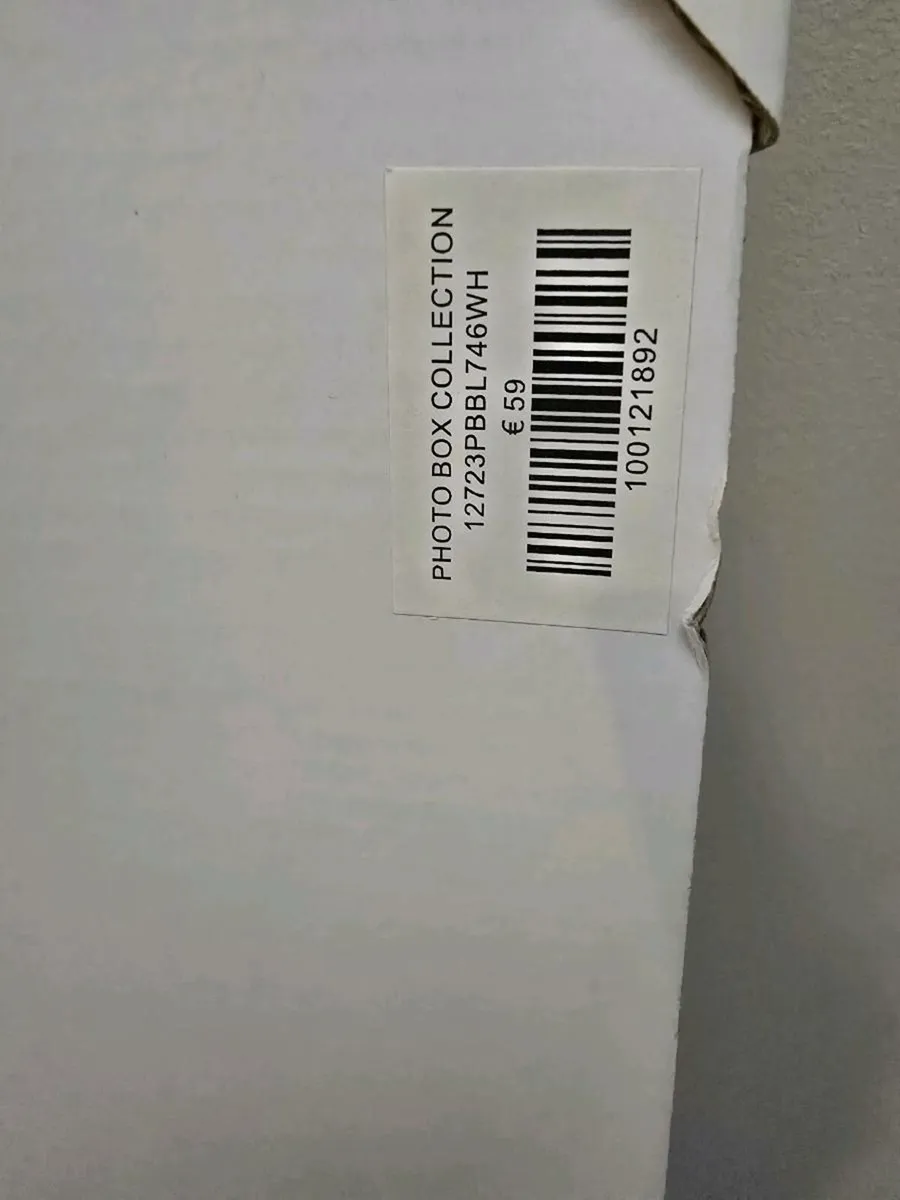 PHOTO BOX COLLECTION
12723PBBL746WH
€ 59
100121892